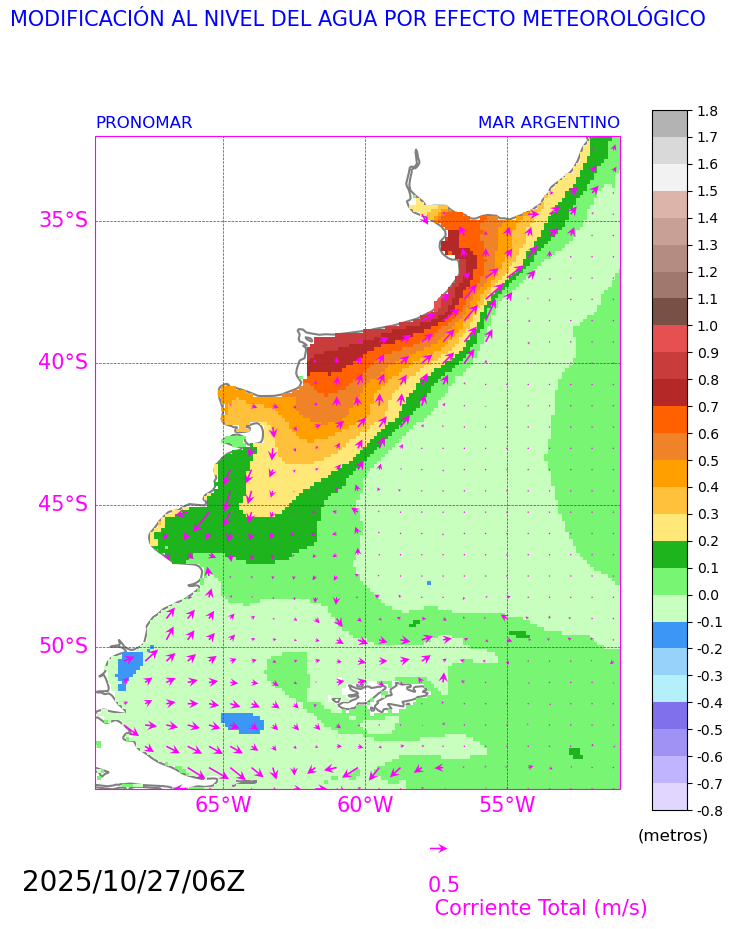 MODIFICACIÓN AL NIVEL DEL AGUA POR EFECTO METEOROLÓGICO
PRONOMAR
MAR ARGENTINO
35°S
40°S
45°S
50°S
65°W
60°W
55°W
1.8
1.7
1.6
1.5
1.4
1.3
1.2
1.1
1.0
0.9
0.8
0.7
0.6
0.5
0.4
0.3
0.2
0.1
0.0
-0.1
-0.2
-0.3
-0.4
-0.5
-0.6
-0.7
-0.8
(metros)
2025/10/27/06Z
0.5
Corriente Total (m/s)